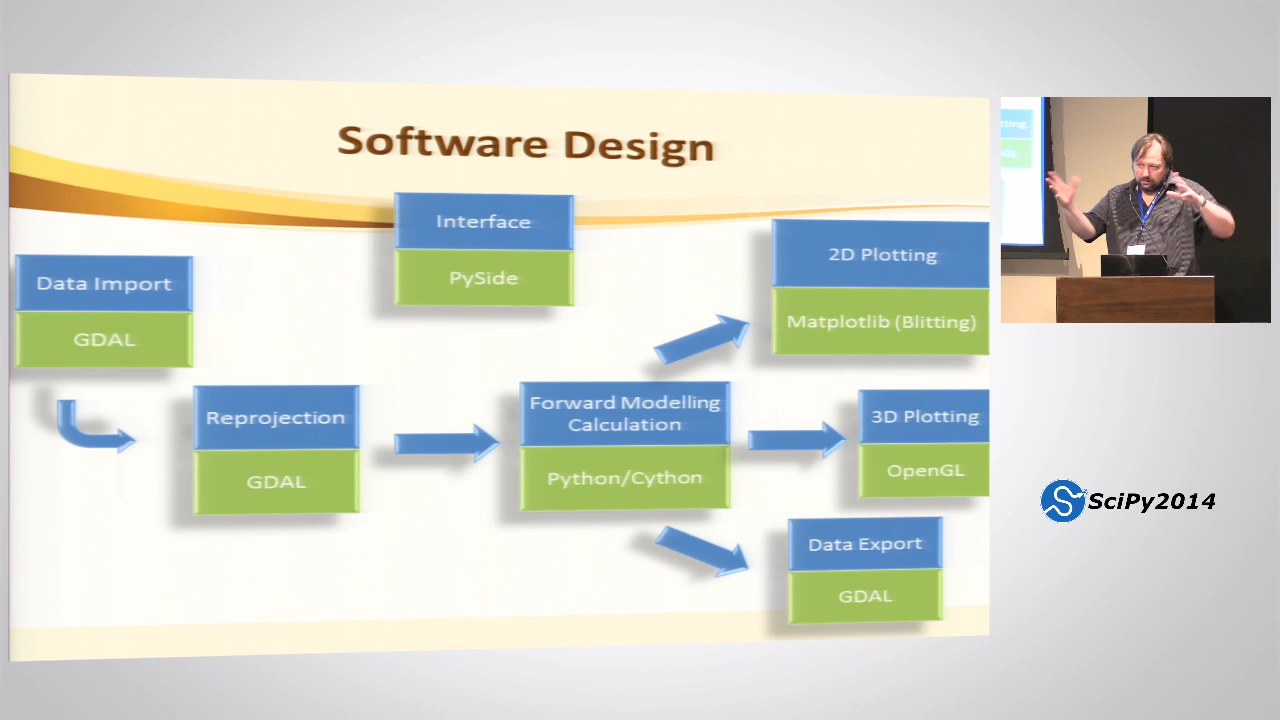 Software Design
Interface
PySide
Data Import
GDAL
Reprojection
GDAL
Forward Modelling
Calculation
Python/Cython
2D Plotting
Matplotlib (Blitting)
3D Plotting
OpenGL
Data Export
GDAL
SciPy2014